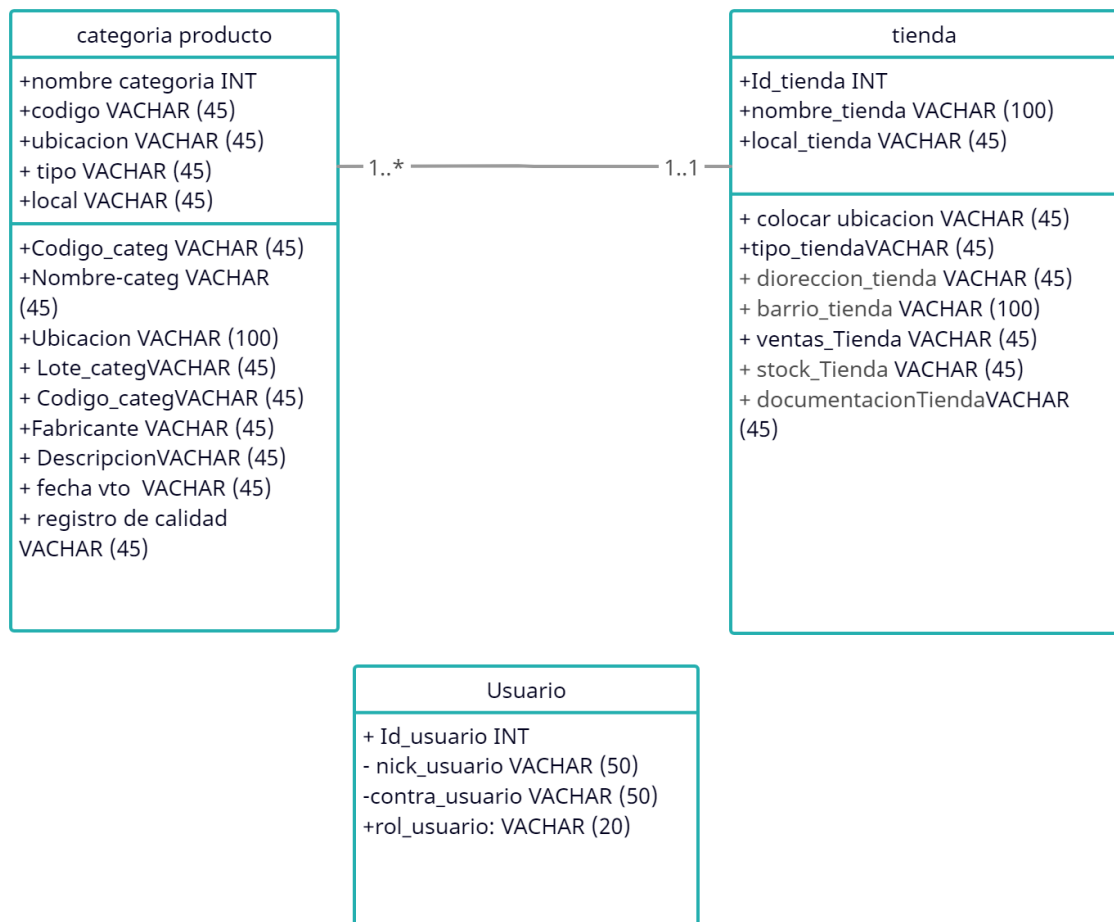 categoria producto
+nombre categoria INT
+codigo VACHAR (45)
+ubicacion VACHAR (45)
+ tipo VACHAR (45)
+local VACHAR (45)
+Codigo_categ VACHAR (45)
+Nombre-categ VACHAR
(45)
+Ubicacion VACHAR (100)
+ Lote_categVACHAR (45)
+ Codigo_categVACHAR (45)
+Fabricante VACHAR (45)
+ DescripcionVACHAR (45)
+ fecha vto  VACHAR (45)
+ registro de calidad
VACHAR (45)
1..*
1..1
tienda
+Id_tienda INT
+nombre_tienda VACHAR (100)
+local_tienda VACHAR (45)
+ colocar ubicacion VACHAR (45)
+tipo_tiendaVACHAR (45)
+ dioreccion_tienda VACHAR (45)
+ barrio_tienda VACHAR (100)
+ ventas_Tienda VACHAR (45)
+ stock_Tienda VACHAR (45)
+ documentacionTiendaVACHAR
(45)
Usuario
+ Id_usuario INT
- nick_usuario VACHAR (50)
-contra_usuario VACHAR (50)
+rol_usuario: VACHAR (20)